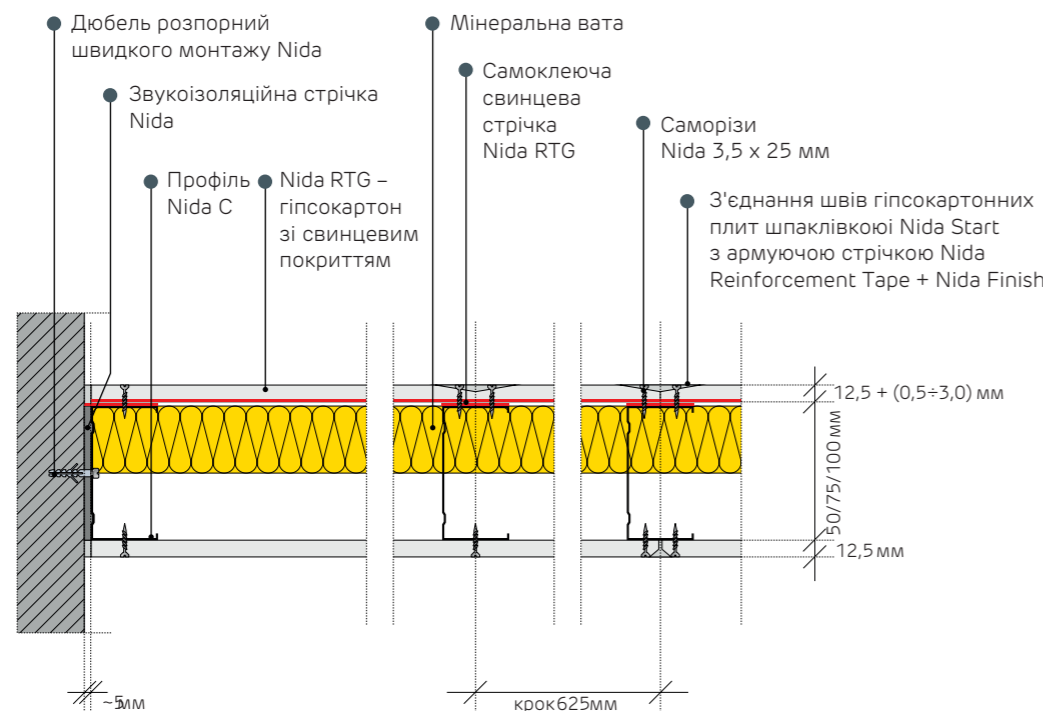 Дюбель розпорний
швидкого монтажу Nida
Звукоізоляційна стрічка
Nida
Профіль
Nida C
Nida RTG –
гіпсокартон
зі свинцевим
покриттям
Мінеральна вата
Самоклеюча
свинцева
стрічка
Nida RTG
Саморізи
Nida 3,5 x 25 мм
З'єднання швів гіпсокартонних
плит шпаклівкоюі Nida Start
з армуючою стрічкою Nida
Reinforcement Tape + Nida Finish
12,5 + (0,5÷3,0) мм
50/75/100 мм
12,5 мм
~5мм
крок 625мм